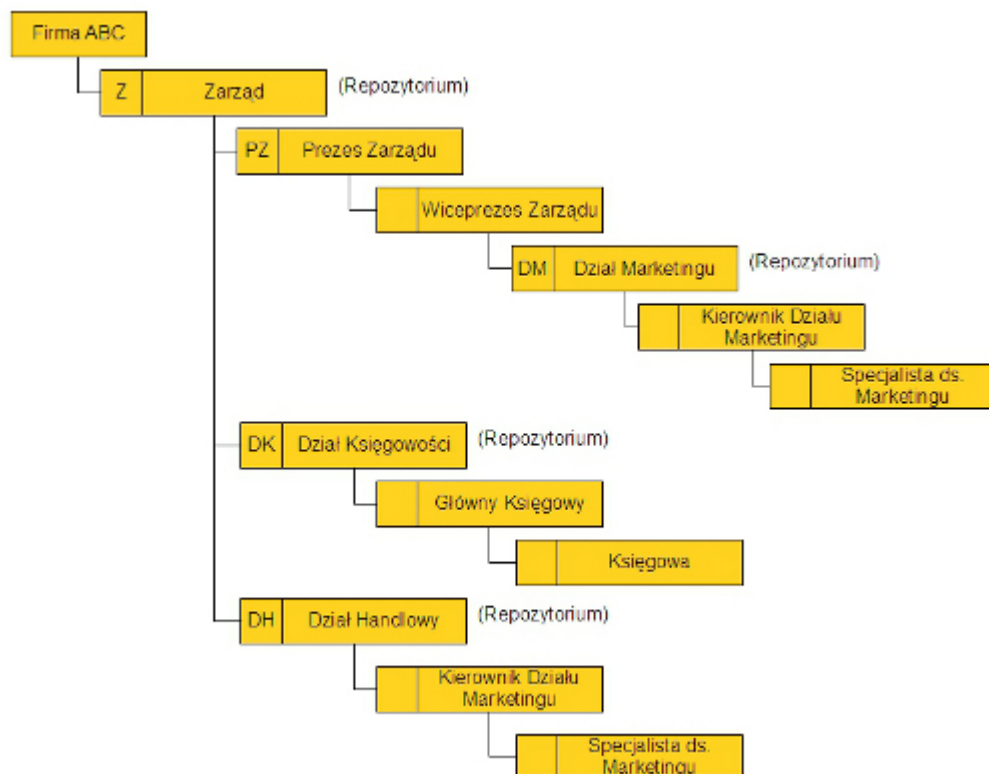 Firma ABC
Z Zarząd (Repozytorium)
PZ Prezes Zarządu
Wiceprezes Zarządu
DM Dział Marketingu (Repozytorium)
Kierownik Działu
Marketingu
Specjalista ds.
Marketingu
DK Dział Księgowości (Repozytorium)
Główny Księgowy
Księgowa
DH Dział Handlowy (Repozytorium)
Kierownik Działu
Marketingu
Specjalista ds.
Marketingu